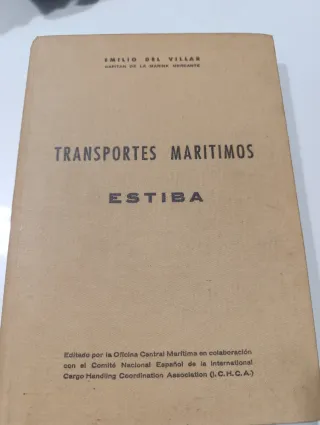 EMILIO DEL VILLAR
CAPITAN DE LA MARINA MERCANTE
TRANSPORTES MARITIMOS
ESTIBA
Editado por la Oficina Central Marítima en colaboración
con el Comité Nacional Español de la International
Cargo Handling Coordination Association (I.C.H.C.A.)